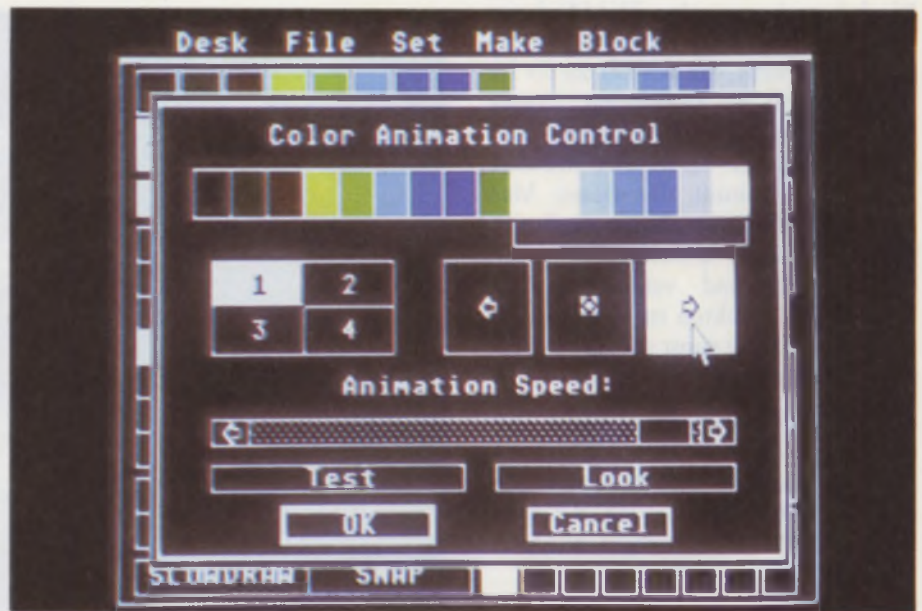 Desk File Set Make Block
Color Animation Control
1 2
3 4
Animation Speed:
Test Look
OK Cancel
SLOWDRAW SNAP